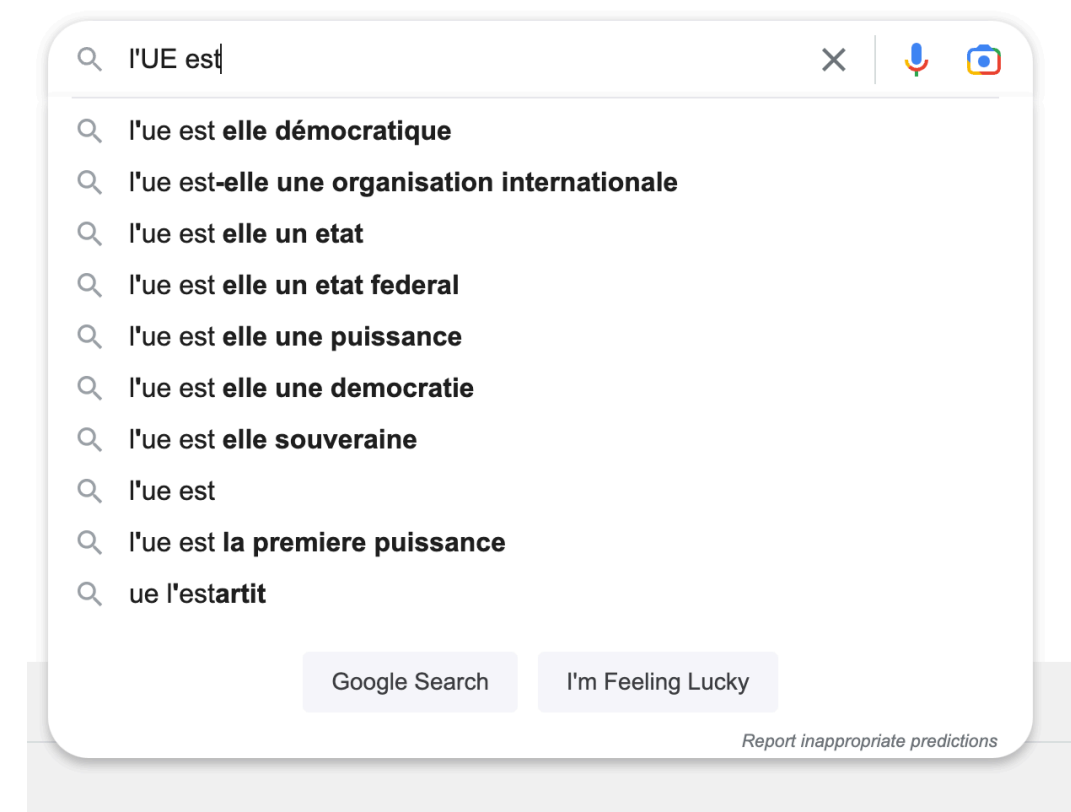 l'UE est
l'ue est elle démocratique
l'ue est-elle une organisation internationale
l'ue est elle un etat
l'ue est elle un etat federal
l'ue est elle une puissance
l'ue est elle une democratie
l'ue est elle souveraine
l'ue est
l'ue est la premiere puissance
ue l'estartit
Google Search
I'm Feeling Lucky
Report inappropriate predictions